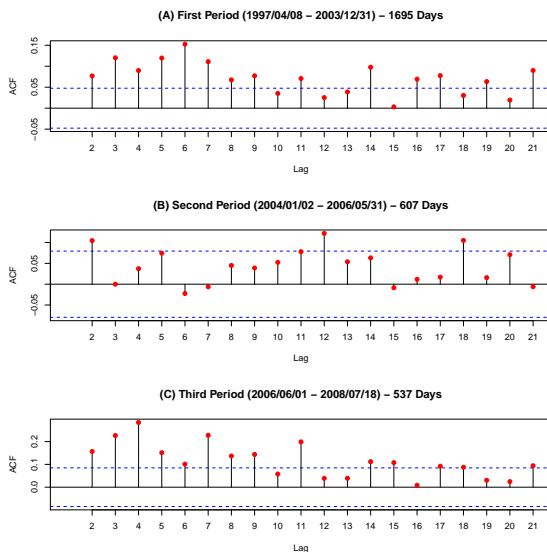 (A) First Period (1997/04/08 − 2003/12/31) − 1695 Days
ACF
0.15
0.05
−0.05
2 3 4 5 6 7 8 9 10 11 12 13 14 15 16 17 18 19 20 21
Lag
(B) Second Period (2004/01/02 − 2006/05/31) − 607 Days
ACF
0.05
−0.05
2 3 4 5 6 7 8 9 10 11 12 13 14 15 16 17 18 19 20 21
Lag
(C) Third Period (2006/06/01 − 2008/07/18) − 537 Days
ACF
0.2
0.1
0.0
2 3 4 5 6 7 8 9 10 11 12 13 14 15 16 17 18 19 20 21
Lag